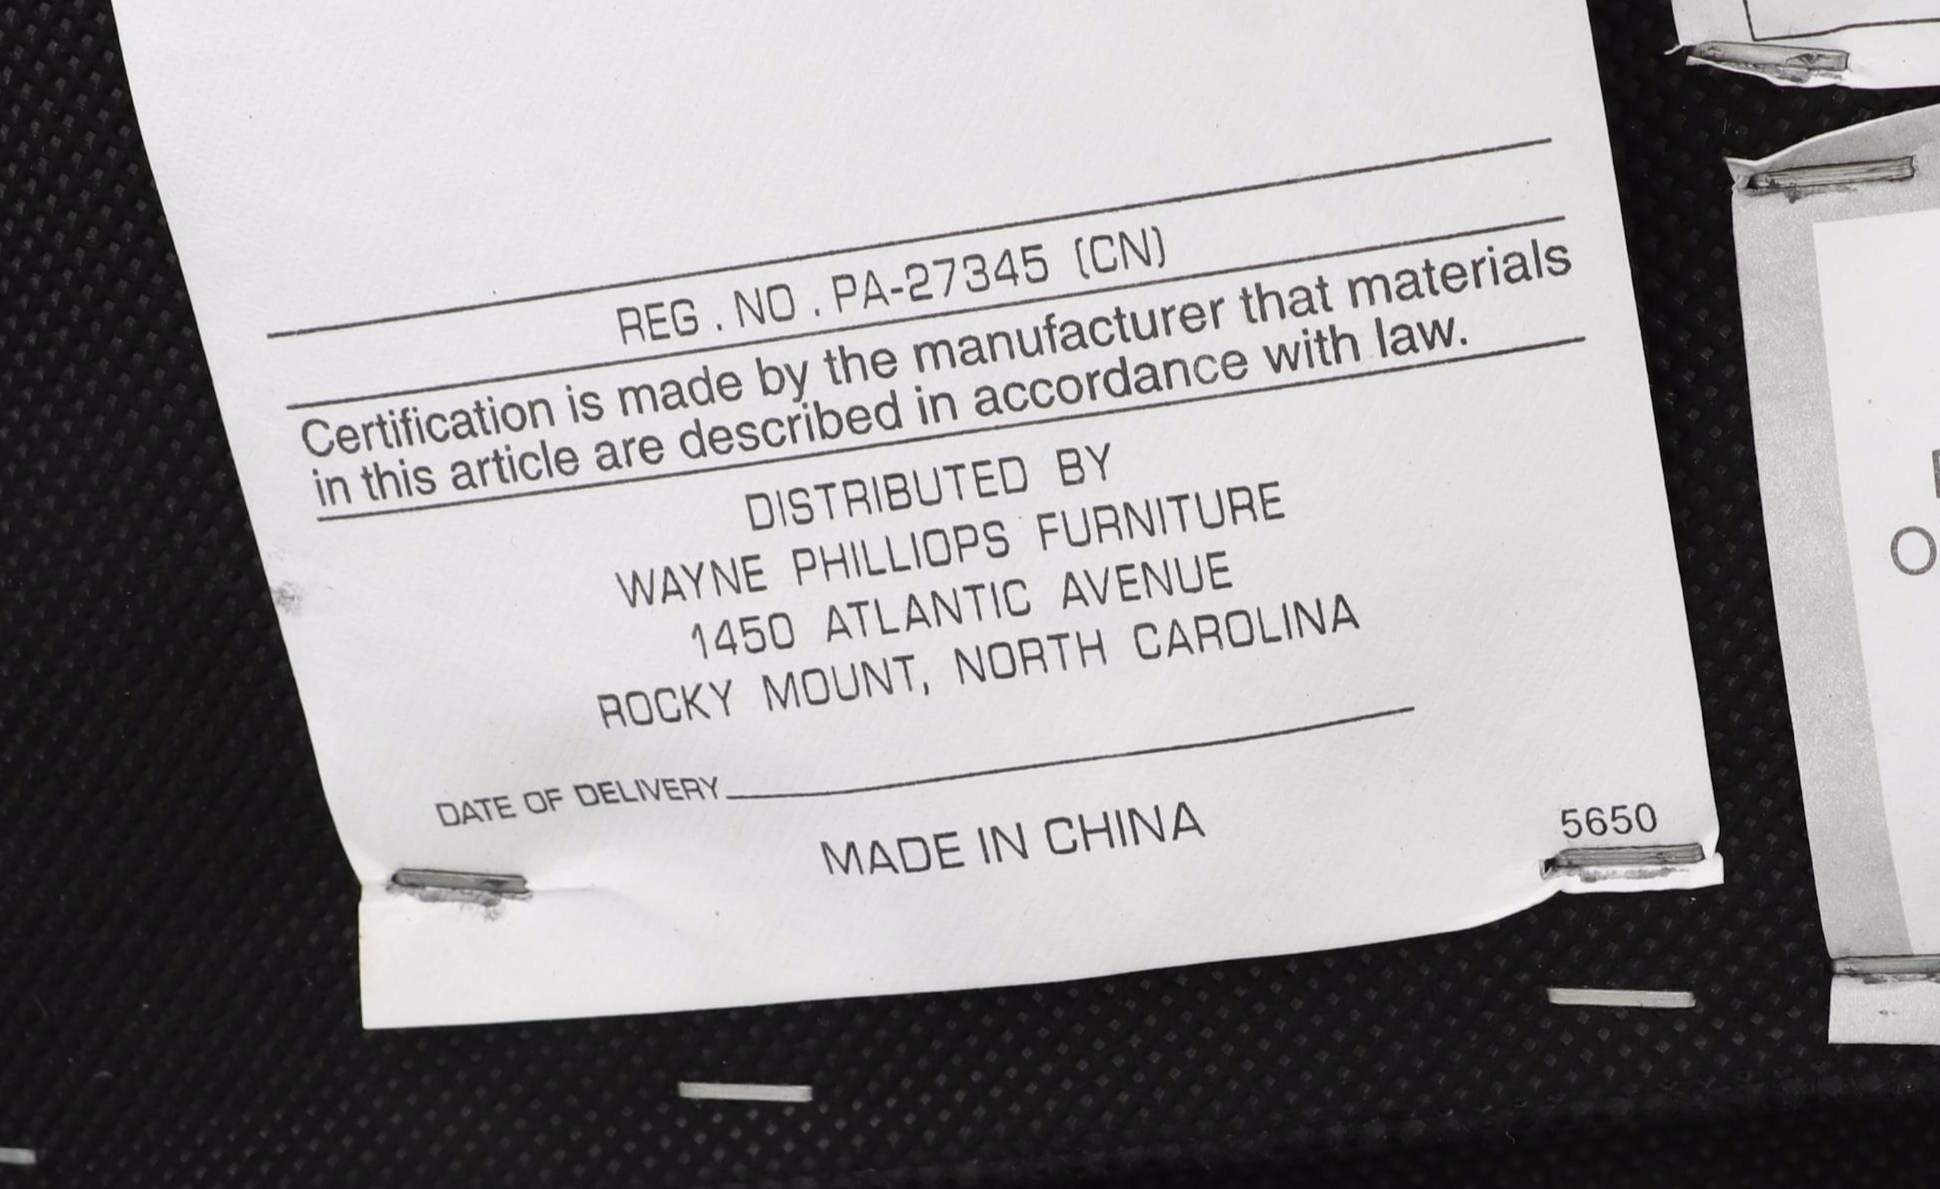 REG . NO . PA-27345 (CN)
Certification is made by the manufacturer that materials
in this article are described in accordance with law.
DISTRIBUTED BY
WAYNE PHILLIOPS FURNITURE
1450 ATLANTIC AVENUE
ROCKY MOUNT, NORTH CAROLINA
DATE OF DELIVERY
MADE IN CHINA
5650